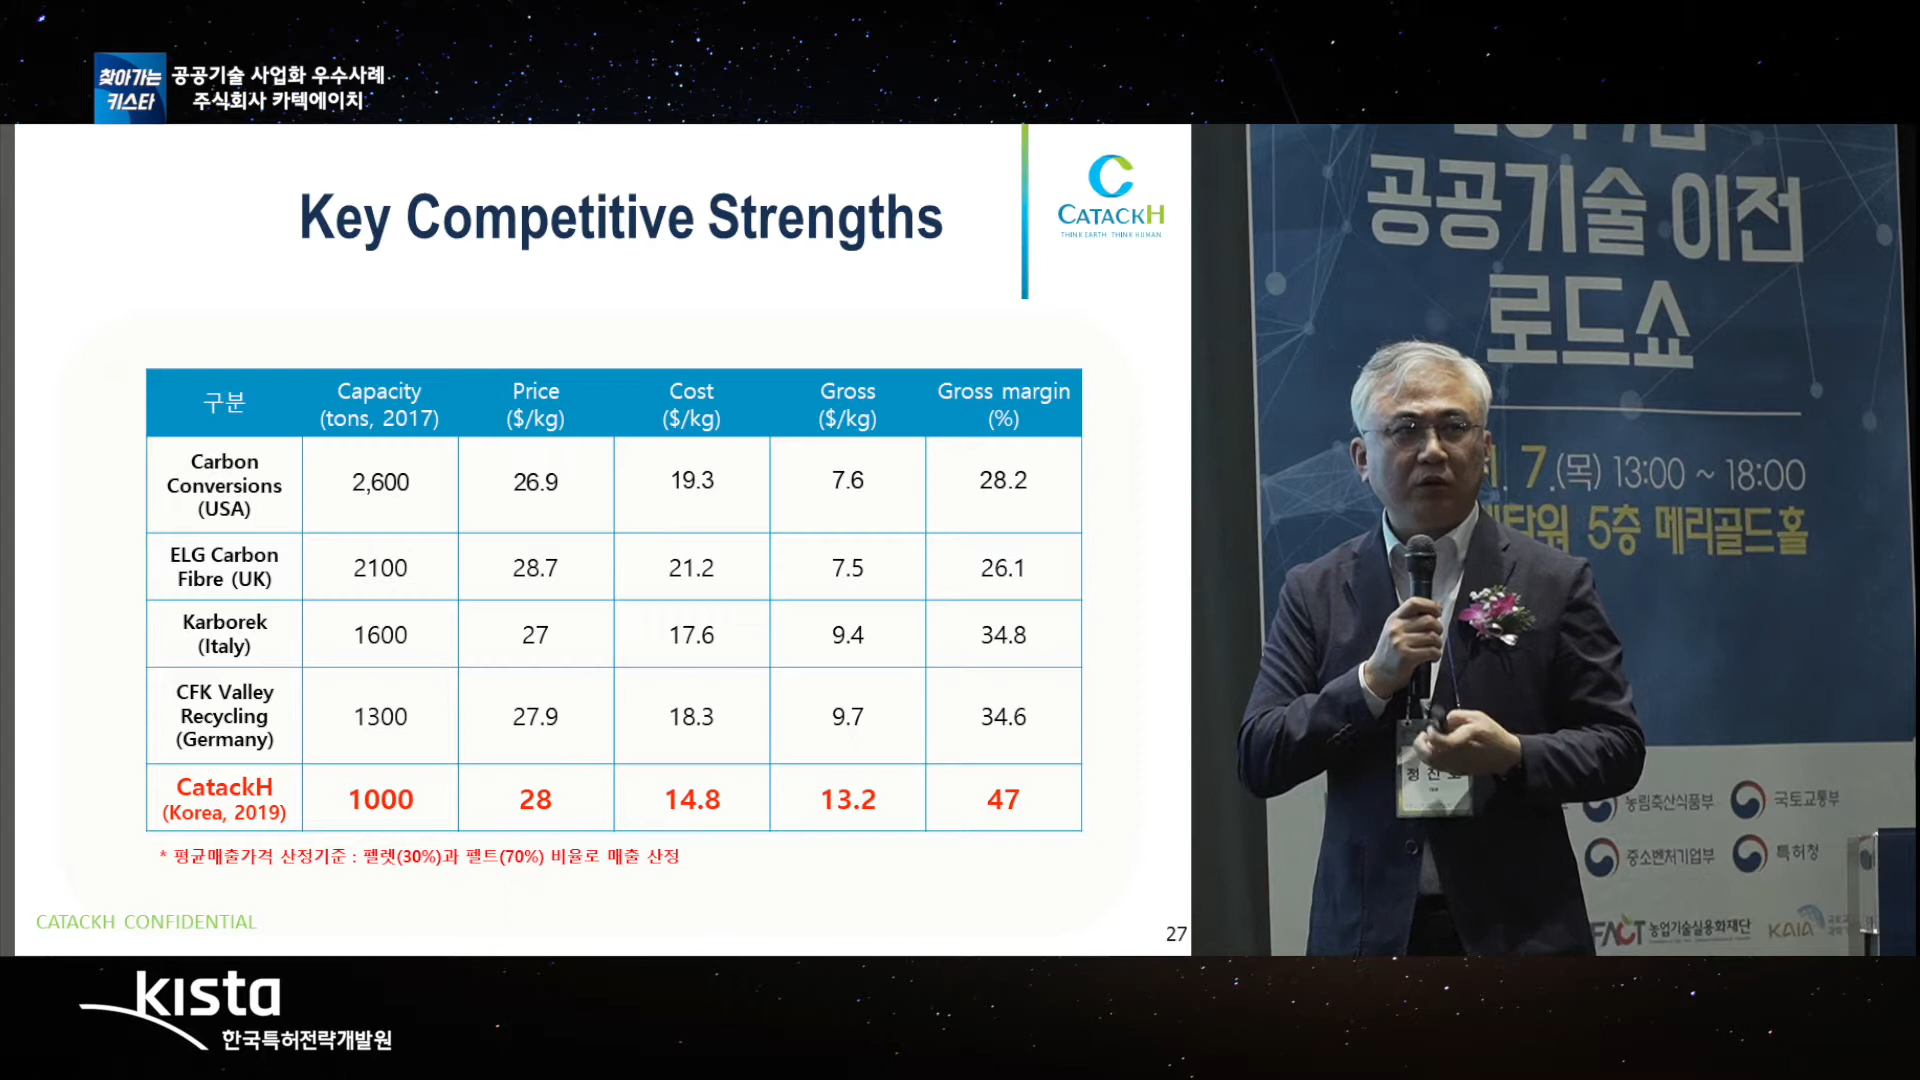 찾아가는
키스타
공공기술 사업화 우수사례
주식회사 카텍에이치
Key Competitive Strengths
CATACKH
THINK EARTH. THINK HUMAN
구분 Capacity (tons, 2017) Price ($/kg) Cost ($/kg) Gross ($/kg) Gross margin (%)
Carbon Conversions (USA) 2,600 26.9 19.3 7.6 28.2
ELG Carbon Fibre (UK) 2100 28.7 21.2 7.5 26.1
Karborek (Italy) 1600 27 17.6 9.4 34.8
CFK Valley Recycling (Germany) 1300 27.9 18.3 9.7 34.6
CatackH (Korea, 2019) 1000 28 14.8 13.2 47
* 평균매출가격 산정기준 : 펠렛(30%)과 펠트(70%) 비율로 매출 산정
CATACKH CONFIDENTIAL
27
공공기술 이전
로드쇼
7.(목) 13:00 ~ 18:00
5층 메리골드홀
정진
농림축산식품부
국토교통부
중소벤처기업부
특허청
FACT 농업기술실용화재단
KAIA
kista
한국특허전략개발원